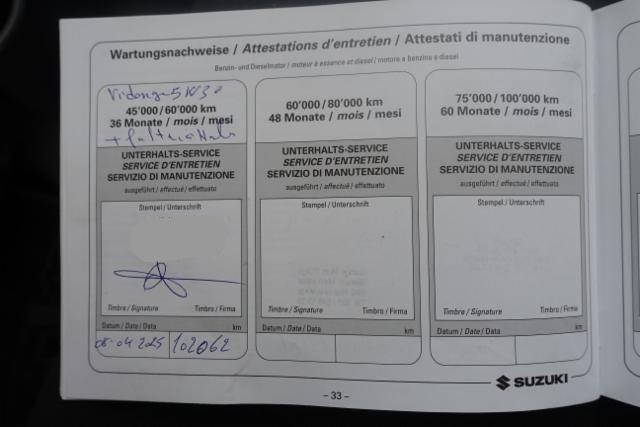 Wartungsnachweise / Attestations d'entretien / Attestati di manutenzione
Benzin- und Dieselmotor / moteur à essence et diesel / motore a benzina e diesel
Vidange 5W30
45'000 / 60'000 km
36 Monate / mois / mesi
+ filtre à
UNTERHALTS-SERVICE
SERVICE D'ENTRETIEN
SERVIZIO DI MANUTENZIONE
ausgeführt / effectué / effettuato
Stempel / Unterschrift
Timbre / Signature Timbro / Firma
Datum / Date / Data km
08.04 2025 102062
60'000 / 80'000 km
48 Monate / mois / mesi
UNTERHALTS-SERVICE
SERVICE D'ENTRETIEN
SERVIZIO DI MANUTENZIONE
ausgeführt / effectué / effettuato
Stempel / Unterschrift
Timbre / Signature Timbro / Firma
Datum / Date / Data km
75'000 / 100'000 km
60 Monate / mois / mesi
UNTERHALTS-SERVICE
SERVICE D'ENTRETIEN
SERVIZIO DI MANUTENZIONE
ausgeführt / effectué / effettuato
Stempel / Unterschrift
Timbre / Signature Timbro / Firma
Datum / Date / Data km
SUZUKI
– 33 –